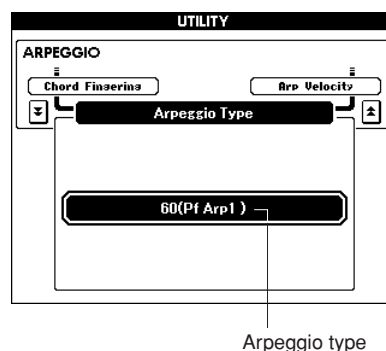 UTILITY
ARPEGGIO
Chord Fingering
Arp Velocity
Arpeggio Type
60(Pf Arp1 )
Arpeggio type